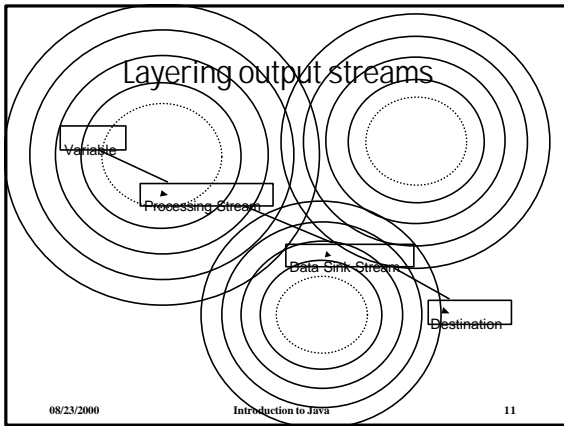 Layering output streams
Variable
Processing Stream
Data Sink Stream
Destination
08/23/2000 Introduction to Java 11